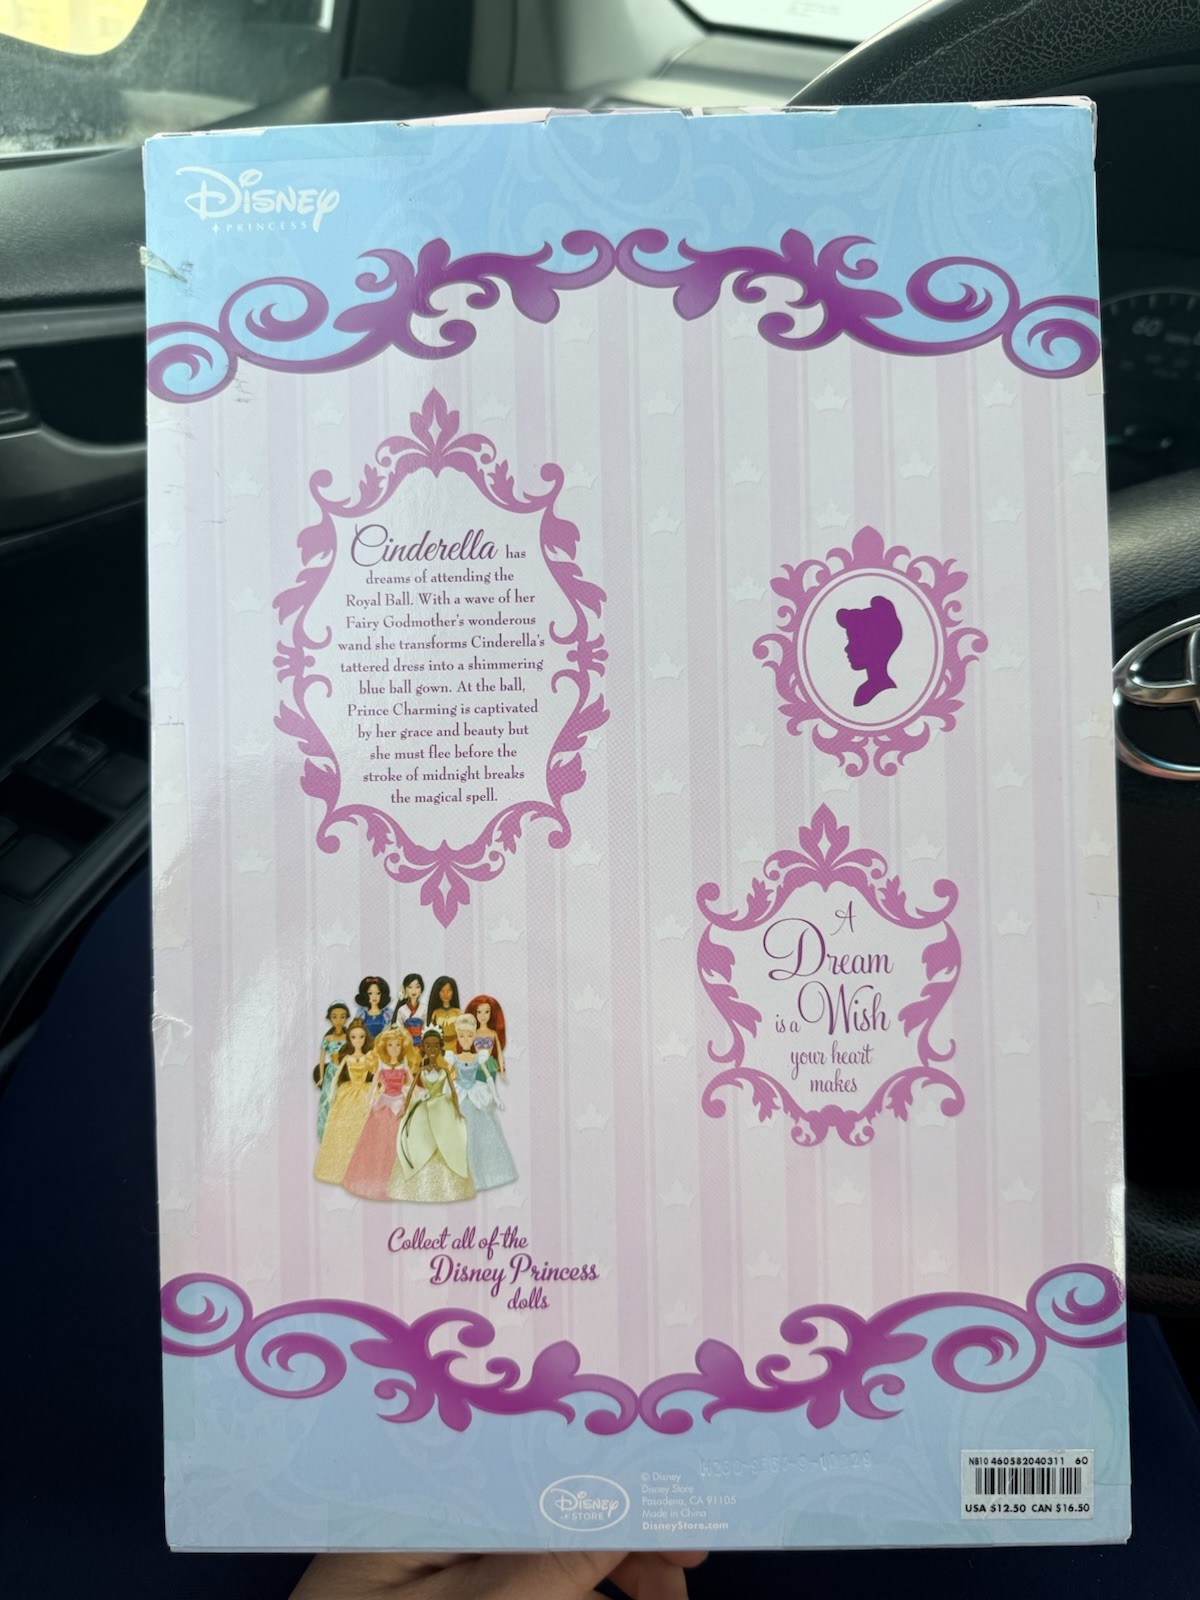 Disney
PRINCESS
Cinderella has
dreams of attending the
Royal Ball. With a wave of her
Fairy Godmother's wonderous
wand she transforms Cinderella's
tattered dress into a shimmering
blue ball gown. At the ball,
Prince Charming is captivated
by her grace and beauty but
she must flee before the
stroke of midnight breaks
the magical spell.
A
Dream
is a Wish
your heart
makes
Collect all of the
Disney Princess
dolls
Disney
STORE
© Disney
Disney Store
Pasadena, CA 91105
Made in China
DisneyStore.com
NB10 460582040311 60
USA $12.50 CAN $16.50
60